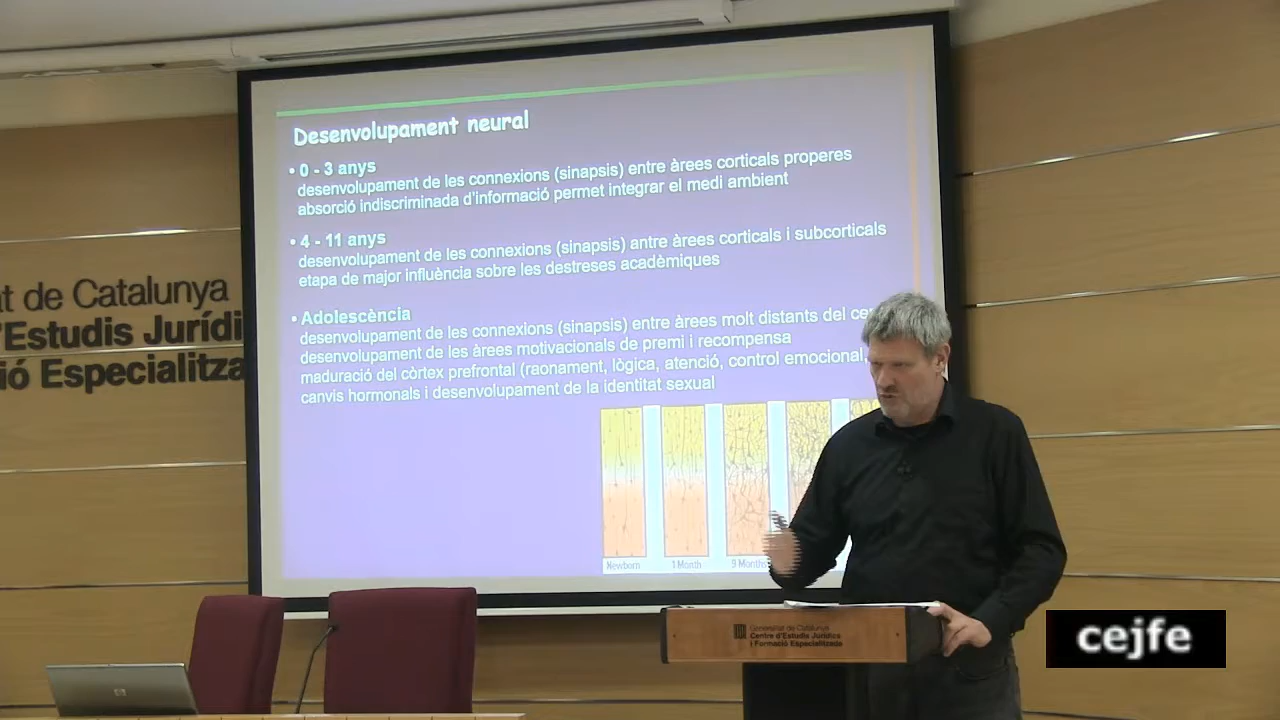 Desenvolupament neural
• 0 - 3 anys
desenvolupament de les connexions (sinapsis) entre àrees corticals properes
absorció indiscriminada d'informació permet integrar el medi ambient
• 4 - 11 anys
desenvolupament de les connexions (sinapsis) antre àrees corticals i subcorticals
etapa de major influència sobre les destreses acadèmiques
• Adolescència
desenvolupament de les connexions (sinapsis) entre àrees molt distants del
desenvolupament de les àrees motivacionals de premi i recompensa
maduració del còrtex prefrontal (raonament, lògica, atenció, control emocional,
canvis hormonals i desenvolupament de la identitat sexual
Newborn
1 Month
9 Months
de Catalunya
d'Estudis Jurídi
ió Especialitza
Generalitat de Catalunya
Centre d'Estudis Jurídics
i Formació Especialitzada
hp
cejfe